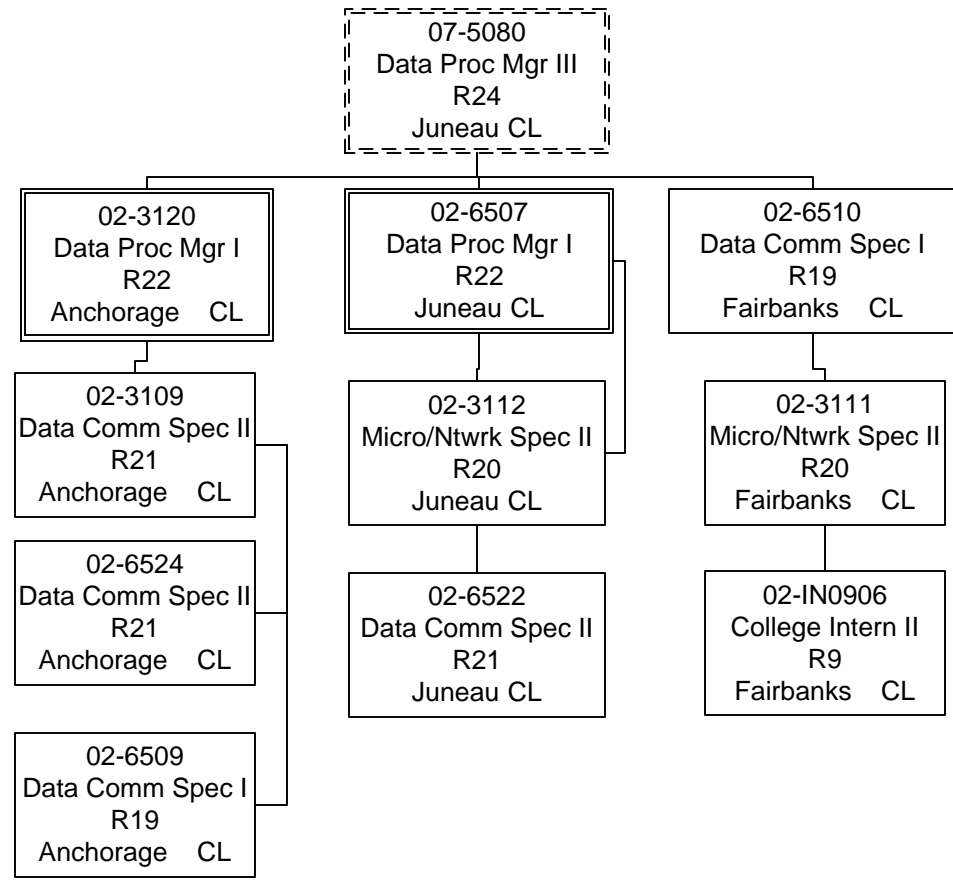 07-5080
Data Proc Mgr III
R24
Juneau CL
02-3120
Data Proc Mgr I
R22
Anchorage CL
02-6507
Data Proc Mgr I
R22
Juneau CL
02-6510
Data Comm Spec I
R19
Fairbanks CL
02-3109
Data Comm Spec II
R21
Anchorage CL
02-3112
Micro/Ntwrk Spec II
R20
Juneau CL
02-3111
Micro/Ntwrk Spec II
R20
Fairbanks CL
02-6524
Data Comm Spec II
R21
Anchorage CL
02-6522
Data Comm Spec II
R21
Juneau CL
02-IN0906
College Intern II
R9
Fairbanks CL
02-6509
Data Comm Spec I
R19
Anchorage CL